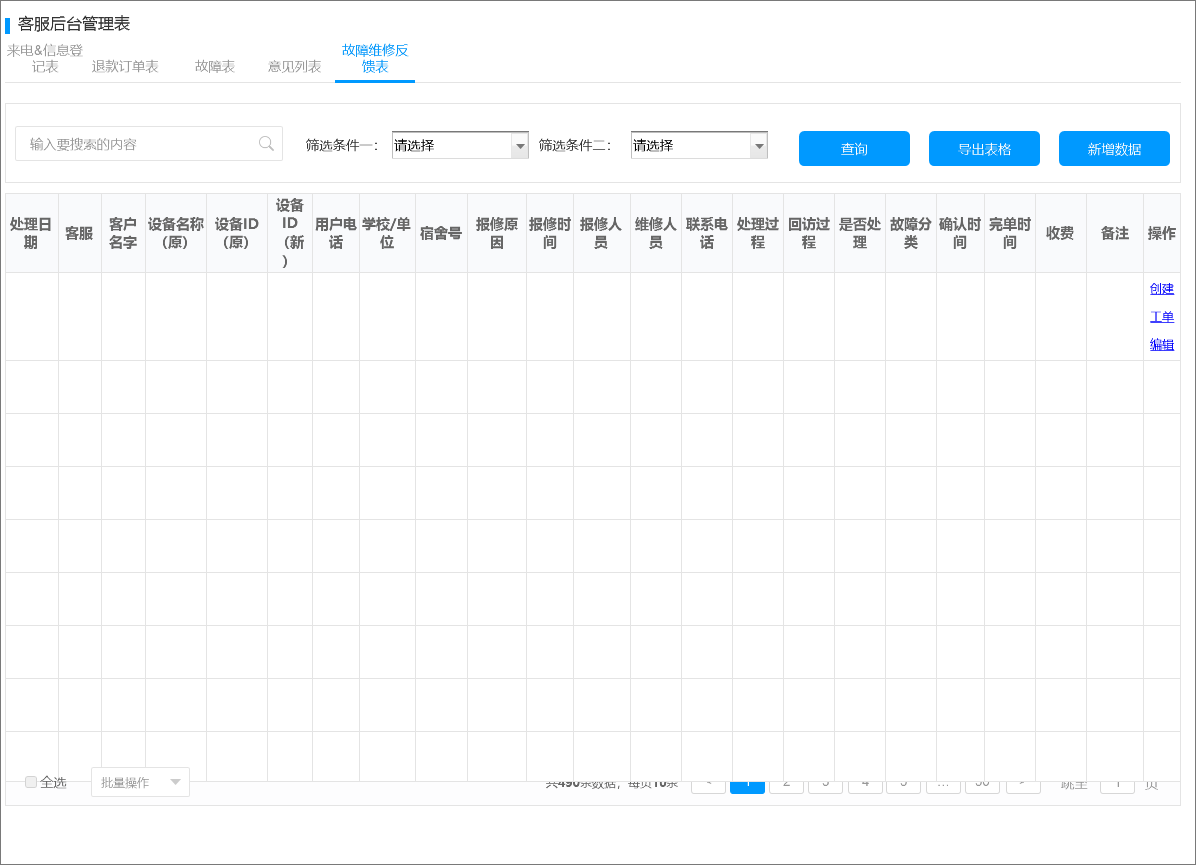 客服后台管理表
来电&信息登
记表
退款订单表
故障表
意见列表
故障维修反
馈表
输入要搜索的内容
筛选条件一:
请选择
筛选条件二:
请选择
查询
导出表格
新增数据
处理日
期
客服
客户
名字
设备名称
（原）
设备ID
（原）
设备
ID
（新
）
用户电
话
学校/单
位
宿舍号
报修原
因
报修时
间
报修人
员
维修人
员
联系电
话
处理过
程
回访过
程
是否处
理
故障分
类
确认时
间
完单时
间
收费
备注
操作
创建
工单
编辑
全选
批量操作
共490条数据，每页10条
<
1
2
3
4
5
...
50
>
跳至
1
页